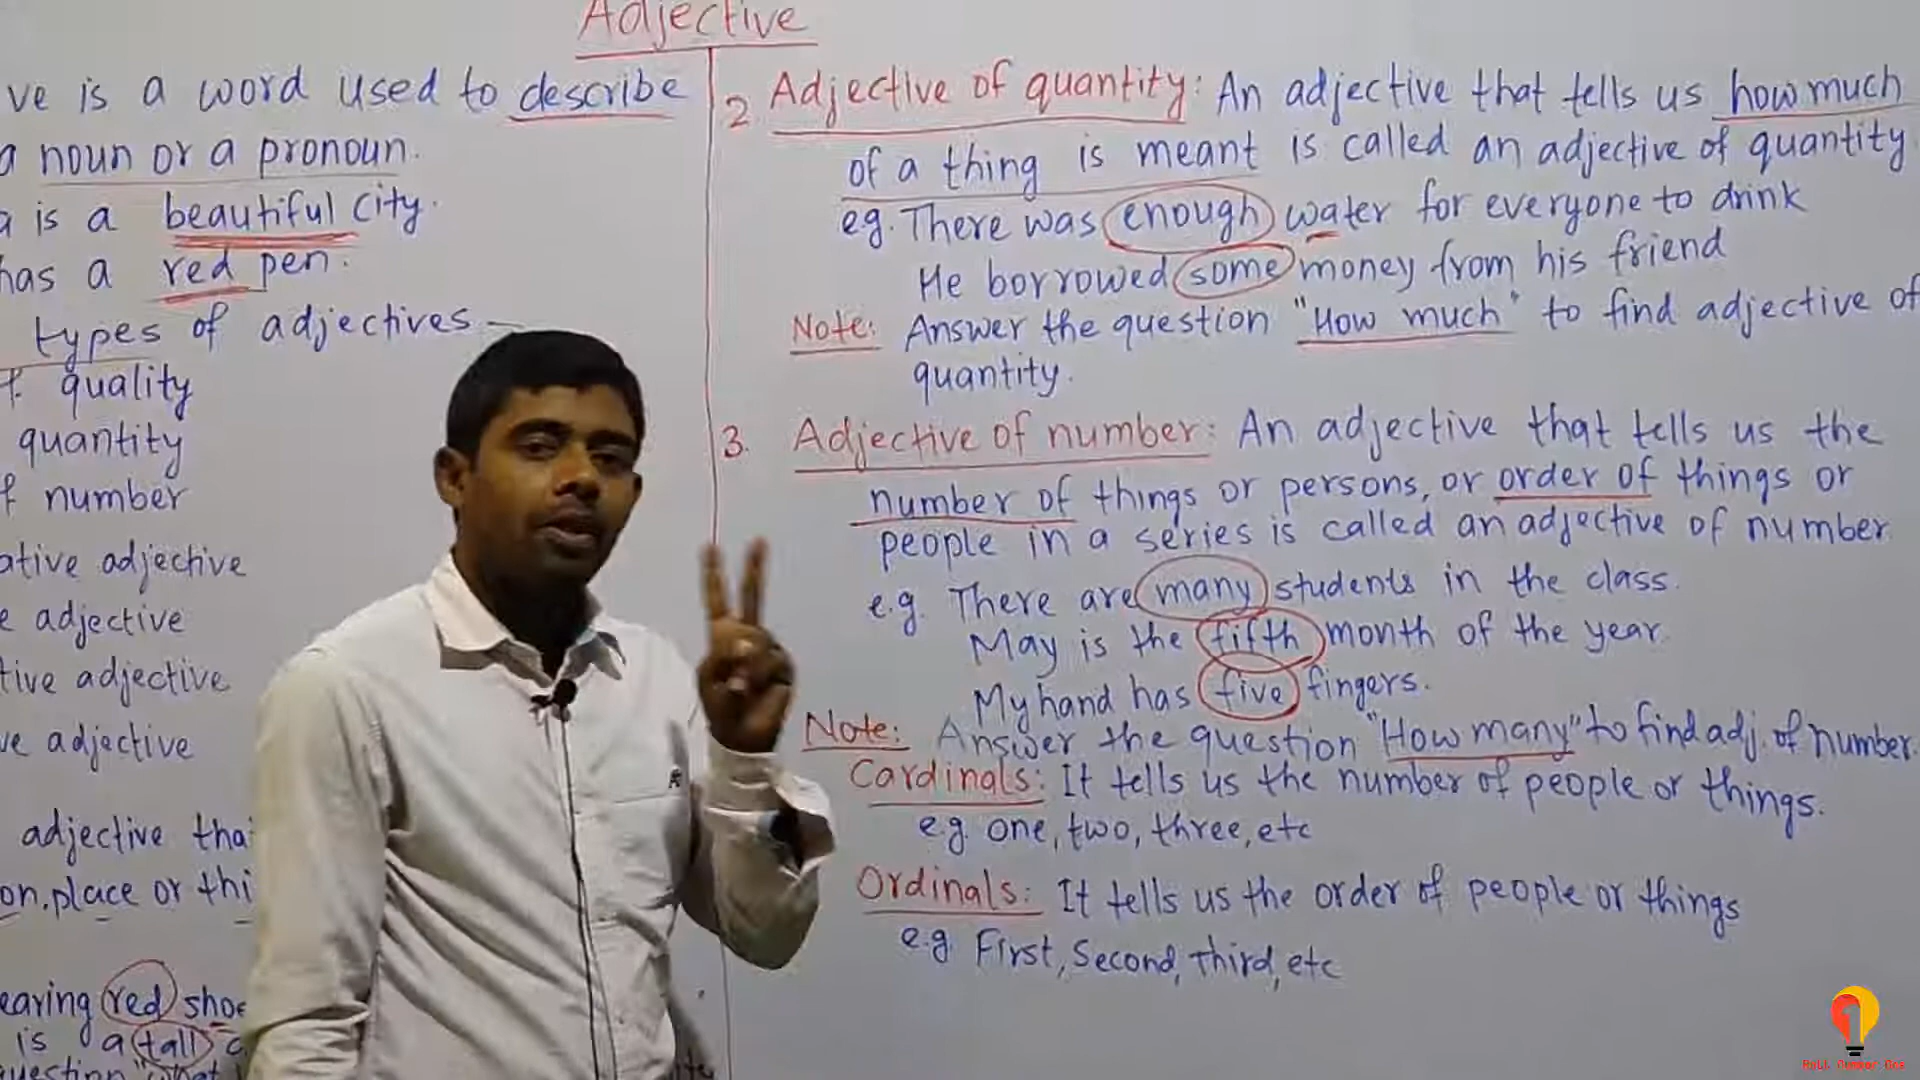 Adjective
ve is a word used to describe
a noun or a pronoun.
a is a beautiful city.
has a red pen.
types of adjectives
f quality
quantity
f number
ative adjective
e adjective
tive adjective
ve adjective
adjective that
on, place or thi
earing red shoe
is a tall c
uestion "what
2. Adjective of quantity: An adjective that tells us how much
of a thing is meant is called an adjective of quantity
e.g. There was enough water for everyone to drink
He borrowed some money from his friend
Note: Answer the question "How much" to find adjective of
quantity.
3. Adjective of number: An adjective that tells us the
number of things or persons, or order of things or
people in a series is called an adjective of number
e.g. There are many students in the class.
May is the fifth month of the year.
My hand has five fingers.
Note: Answer the question "How many" to find adj. of number.
Cardinals: It tells us the number of people or things.
e.g. one, two, three, etc
Ordinals: It tells us the order of people or things
e.g. First, Second, Third, etc
Roll Number One